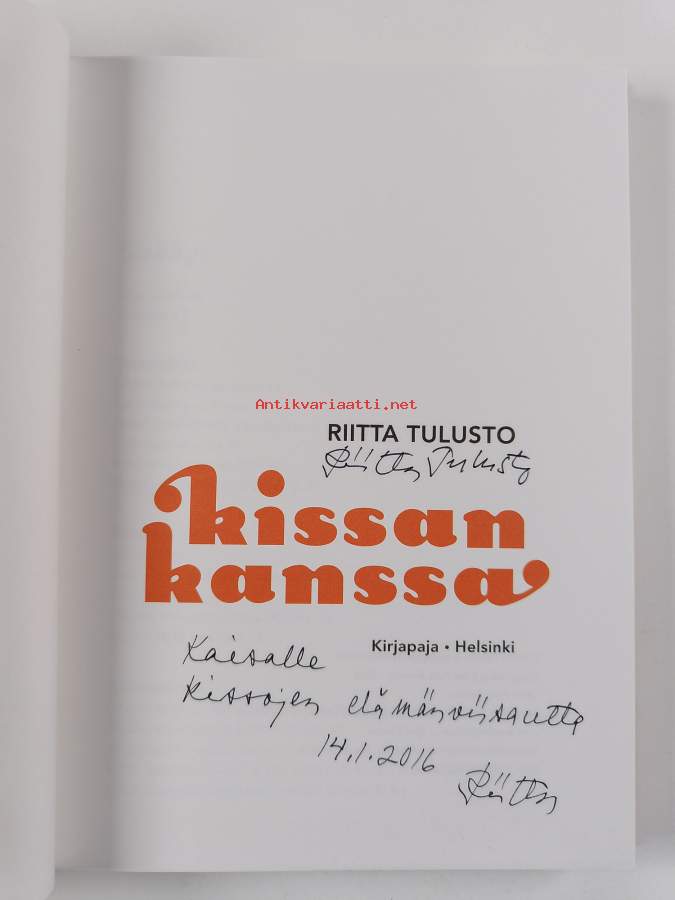 Antikvariaatti.net
RIITTA TULUSTO
Riitta Tulusto
kissan
kanssa
Kirjapaja • Helsinki
Kaisalle
kissojen elämänviisautta
14.1.2016
Riitta